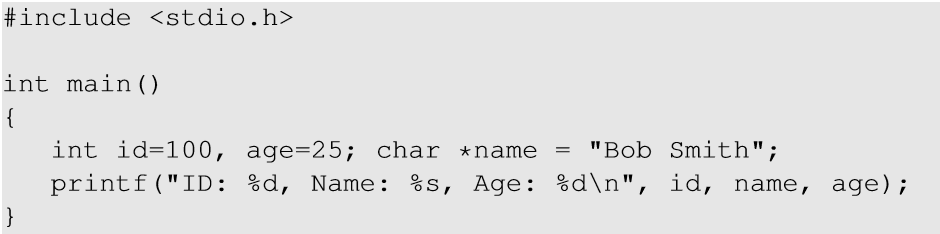 #include <stdio.h>

int main()
{
   int id=100, age=25; char *name = "Bob Smith";
   printf("ID: %d, Name: %s, Age: %d\n", id, name, age);
}